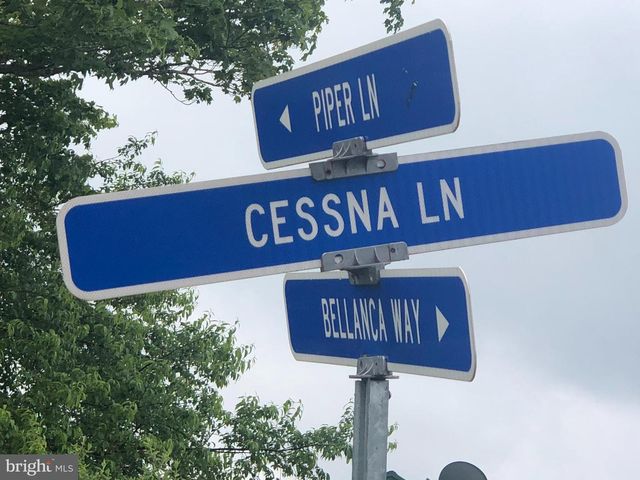 PIPER LN
CESSNA LN
BELLANCA WAY
bright MLS